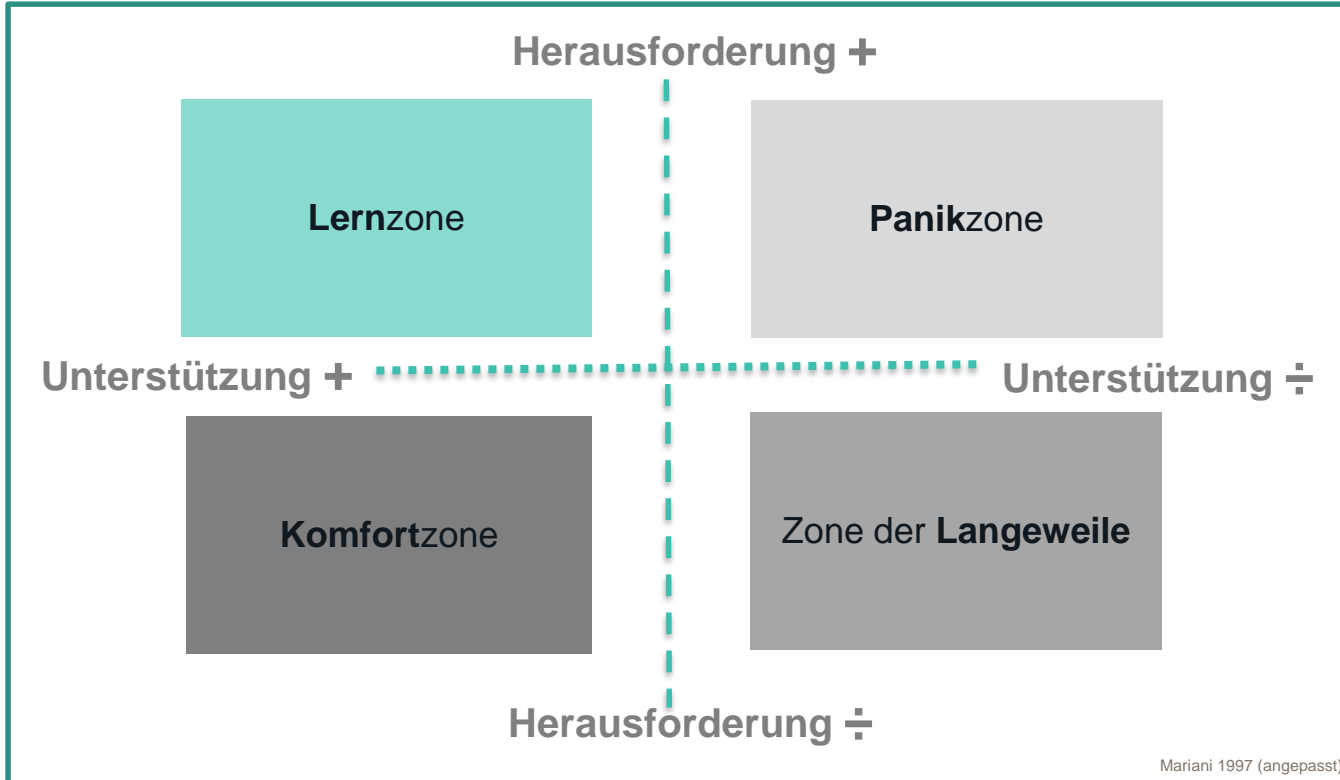 Herausforderung +
Lernzone
Panikzone
Unterstützung +
Unterstützung ÷
Komfortzone
Zone der Langeweile
Herausforderung ÷
Mariani 1997 (angepasst)